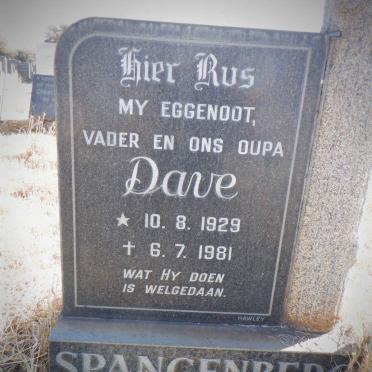 Hier Rus
MY EGGENOOT,
VADER EN ONS OUPA
Dave
★ 10. 8. 1929
✝ 6. 7. 1981
WAT HY DOEN
IS WELGEDAAN.
HAWLEY
SPANGENBERG